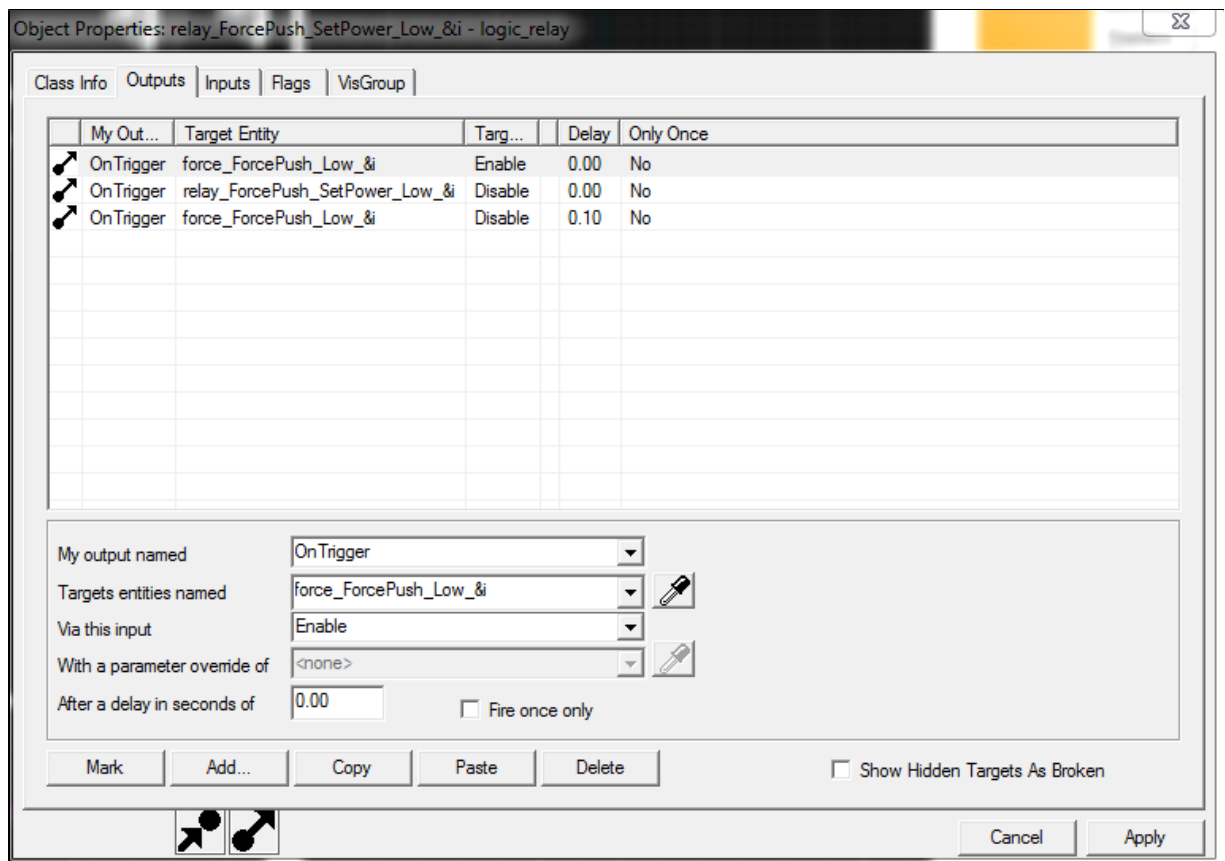 Object Properties: relay_ForcePush_SetPower_Low_&i - logic_relay
Class Info Outputs Inputs Flags VisGroup
My Out... Target Entity Targ... Delay Only Once
OnTrigger force_ForcePush_Low_&i Enable 0.00 No
OnTrigger relay_ForcePush_SetPower_Low_&i Disable 0.00 No
OnTrigger force_ForcePush_Low_&i Disable 0.10 No
My output named OnTrigger
Targets entities named force_ForcePush_Low_&i
Via this input Enable
With a parameter override of <none>
After a delay in seconds of 0.00 Fire once only
Mark Add... Copy Paste Delete Show Hidden Targets As Broken
Cancel Apply